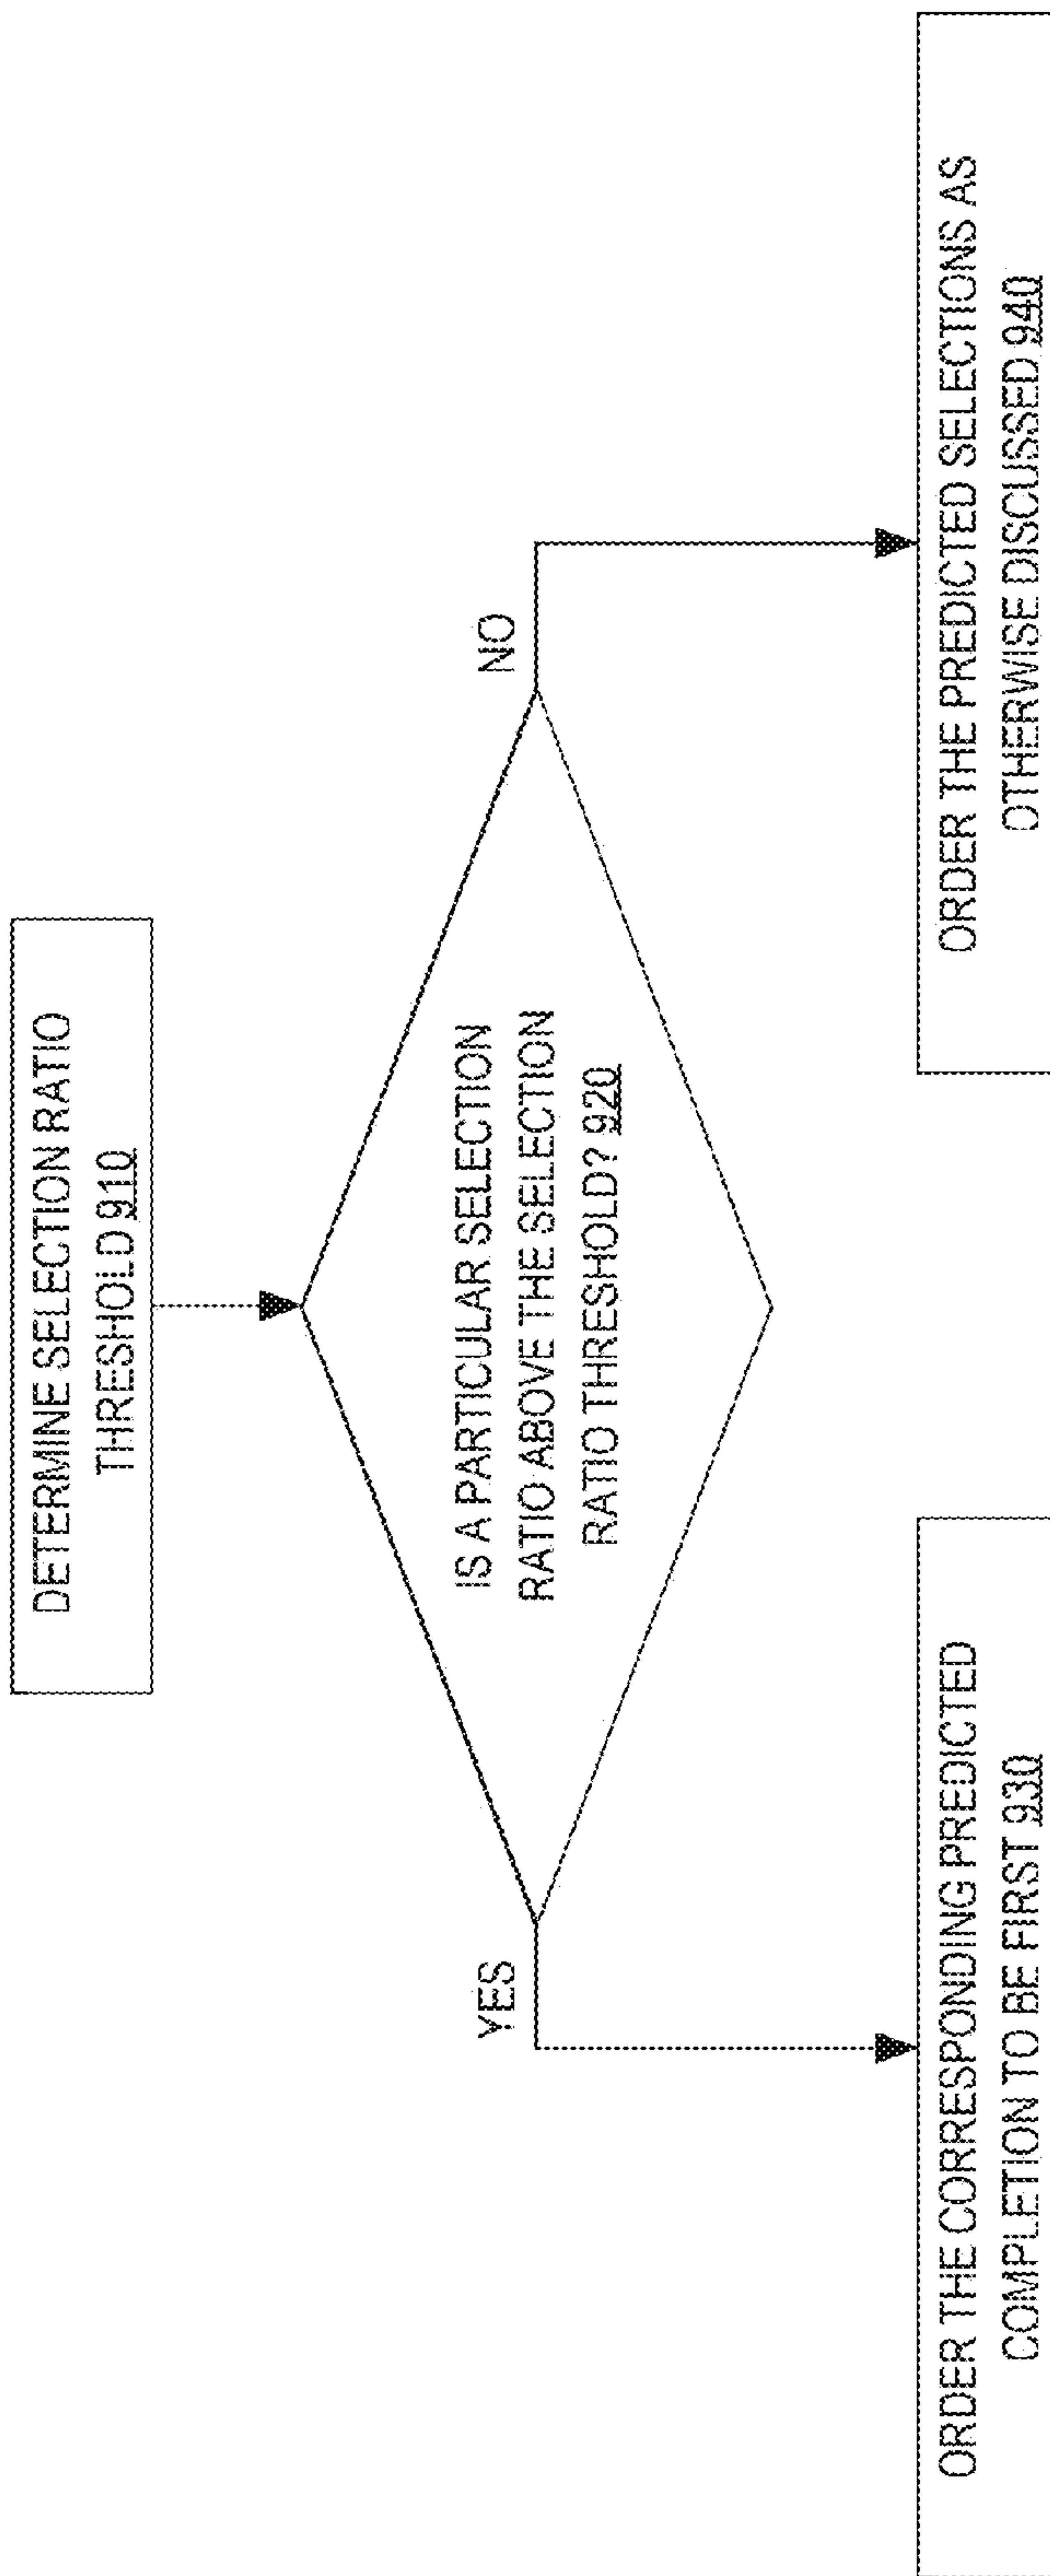 DETERMINE SELECTION RATIO
THRESHOLD 910
IS A PARTICULAR SELECTION
RATIO ABOVE THE SELECTION
RATIO THRESHOLD? 920
YES
NO
ORDER THE CORRESPONDING PREDICTED
COMPLETION TO BE FIRST 930
ORDER THE PREDICTED SELECTIONS AS
OTHERWISE DISCUSSED 940